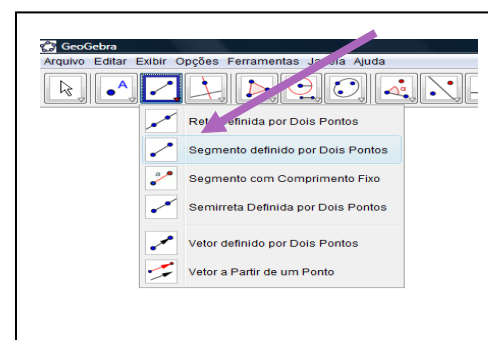 GeoGebra
Arquivo Editar Exibir Opções Ferramentas Janela Ajuda
A
Reta Definida por Dois Pontos
Segmento definido por Dois Pontos
a
Segmento com Comprimento Fixo
Semirreta Definida por Dois Pontos
Vetor definido por Dois Pontos
Vetor a Partir de um Ponto